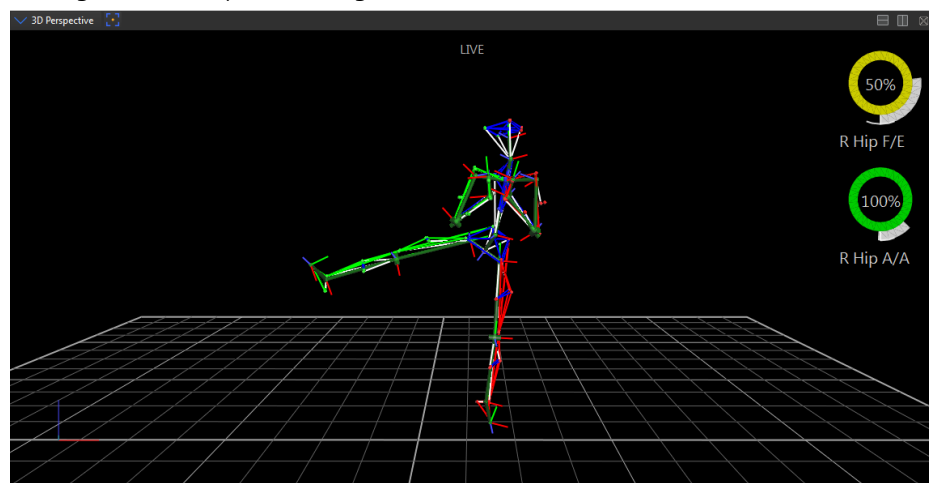 3D Perspective
LIVE
50%
R Hip F/E
100%
R Hip A/A